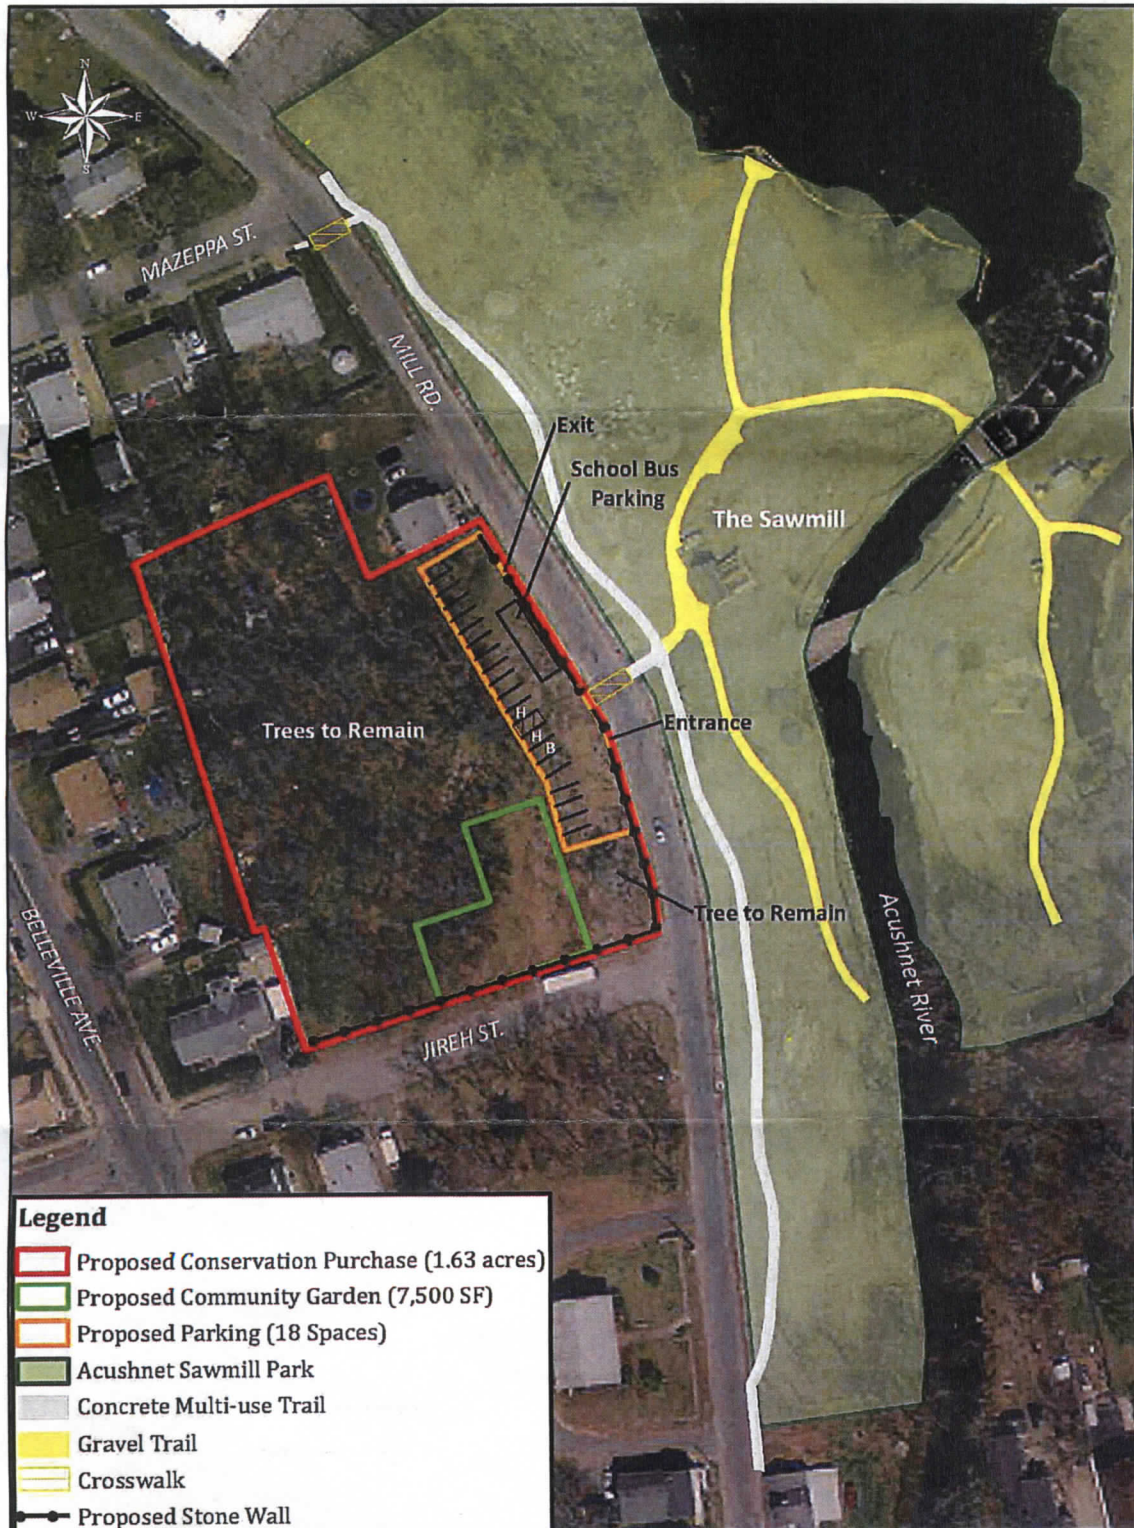 N
W E
S
MAZEPPA ST.
MILL RD.
Exit
School Bus
Parking
The Sawmill
Trees to Remain
H
H
B
Entrance
Tree to Remain
BELLEVILLE AVE.
JIREH ST.
Acushnet River
Legend
Proposed Conservation Purchase (1.63 acres)
Proposed Community Garden (7,500 SF)
Proposed Parking (18 Spaces)
Acushnet Sawmill Park
Concrete Multi-use Trail
Gravel Trail
Crosswalk
Proposed Stone Wall